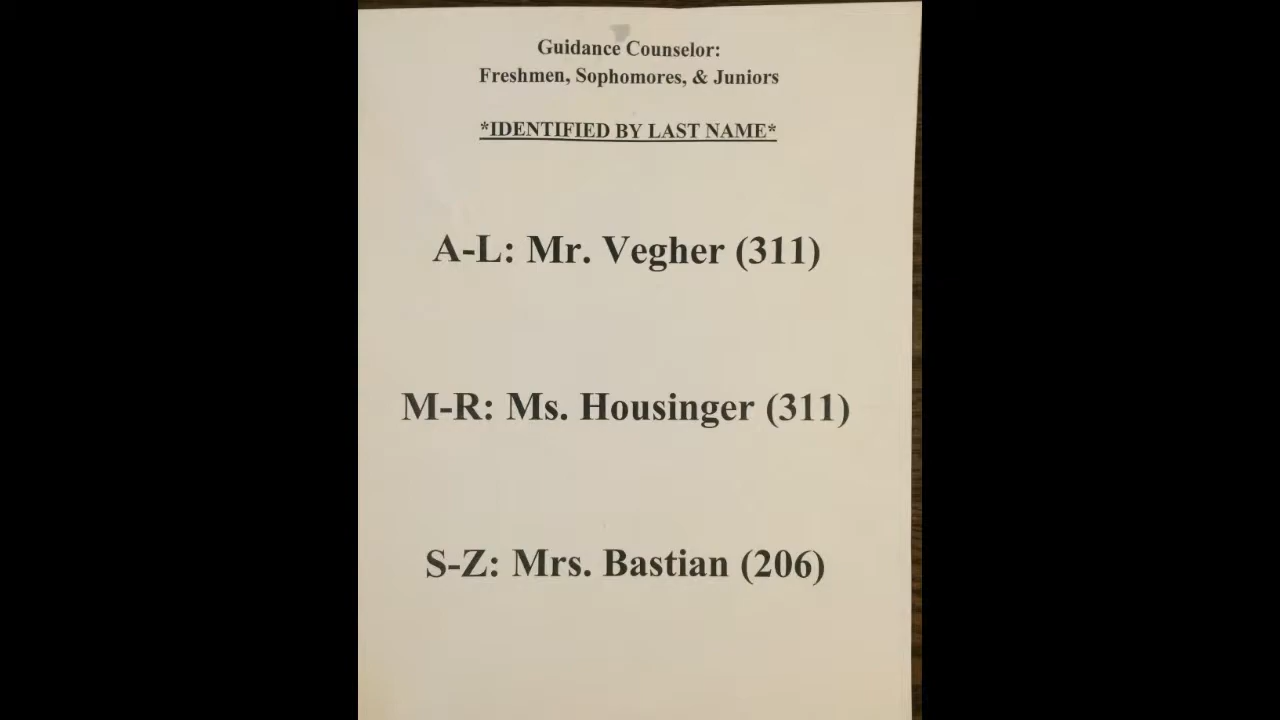 Guidance Counselor:
Freshmen, Sophomores, & Juniors
*IDENTIFIED BY LAST NAME*
A-L: Mr. Vegher (311)
M-R: Ms. Housinger (311)
S-Z: Mrs. Bastian (206)